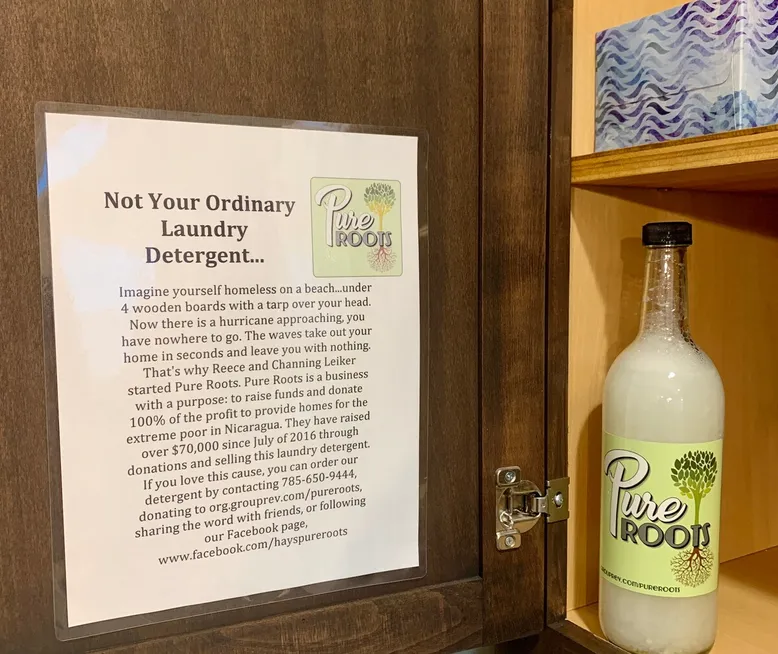 Not Your Ordinary
Laundry
Detergent...
Pure
ROOTS
Imagine yourself homeless on a beach...under
4 wooden boards with a tarp over your head.
Now there is a hurricane approaching, you
have nowhere to go. The waves take out your
home in seconds and leave you with nothing.
That's why Reece and Channing Leiker
started Pure Roots. Pure Roots is a business
with a purpose: to raise funds and donate
100% of the profit to provide homes for the
extreme poor in Nicaragua. They have raised
over $70,000 since July of 2016 through
donations and selling this laundry detergent.
If you love this cause, you can order our
detergent by contacting 785-650-9444,
donating to org.grouprev.com/pureroots,
sharing the word with friends, or following
our Facebook page,
www.facebook.com/hayspureroots
Pure
ROOTS